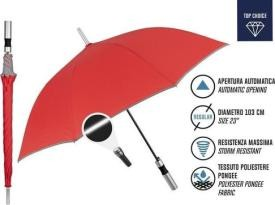 TOP CHOICE
APERTURA AUTOMATICA
AUTOMATIC OPENING
REGULAR
DIAMETRO 103 CM
SIZE 23"
RESISTENZA MASSIMA
STORM RESISTANT
TESSUTO POLIESTERE
PONGEE
POLYESTER PONGEE
FABRIC